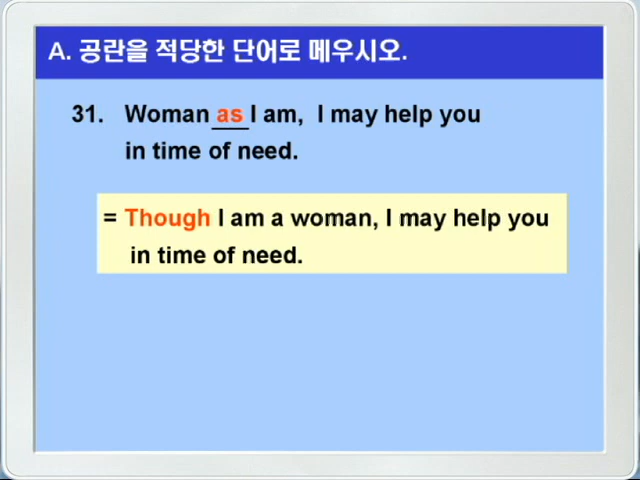 A. 공란을 적당한 단어로 메우시오.
31. Woman as I am, I may help you
in time of need.
= Though I am a woman, I may help you
in time of need.